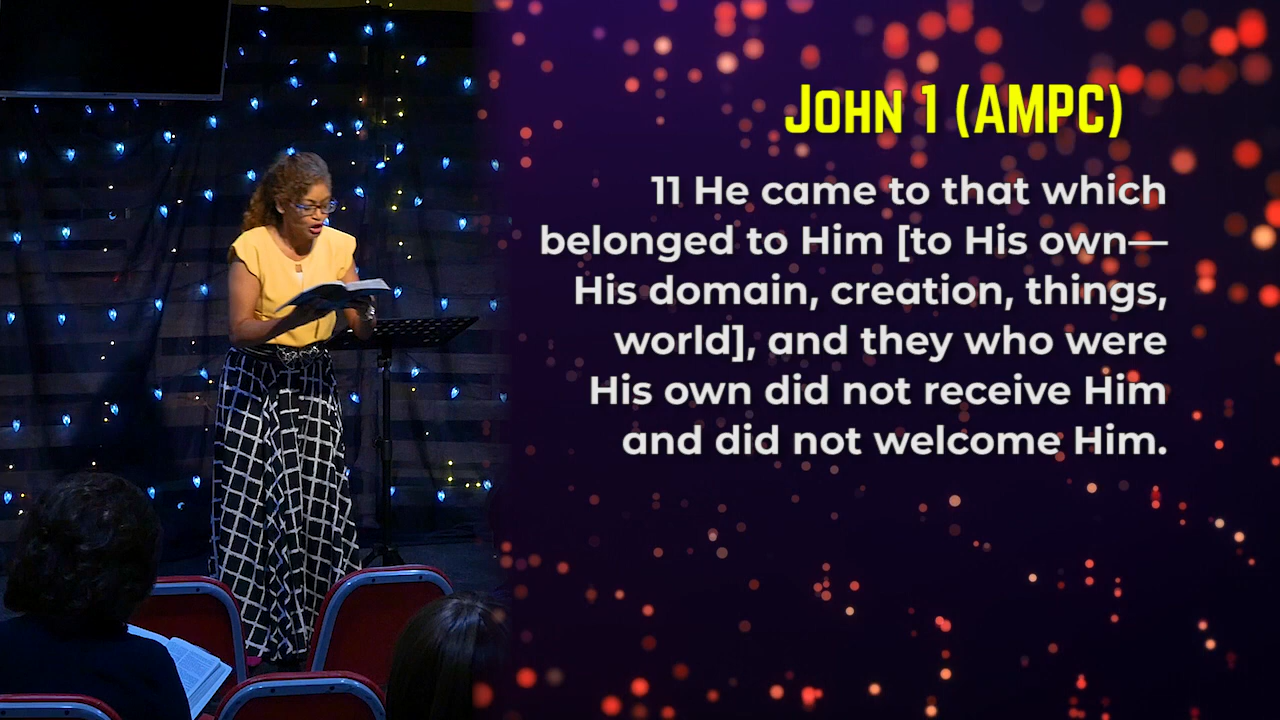 John 1 (AMPC)
11 He came to that which
belonged to Him [to His own—
His domain, creation, things,
world], and they who were
His own did not receive Him
and did not welcome Him.